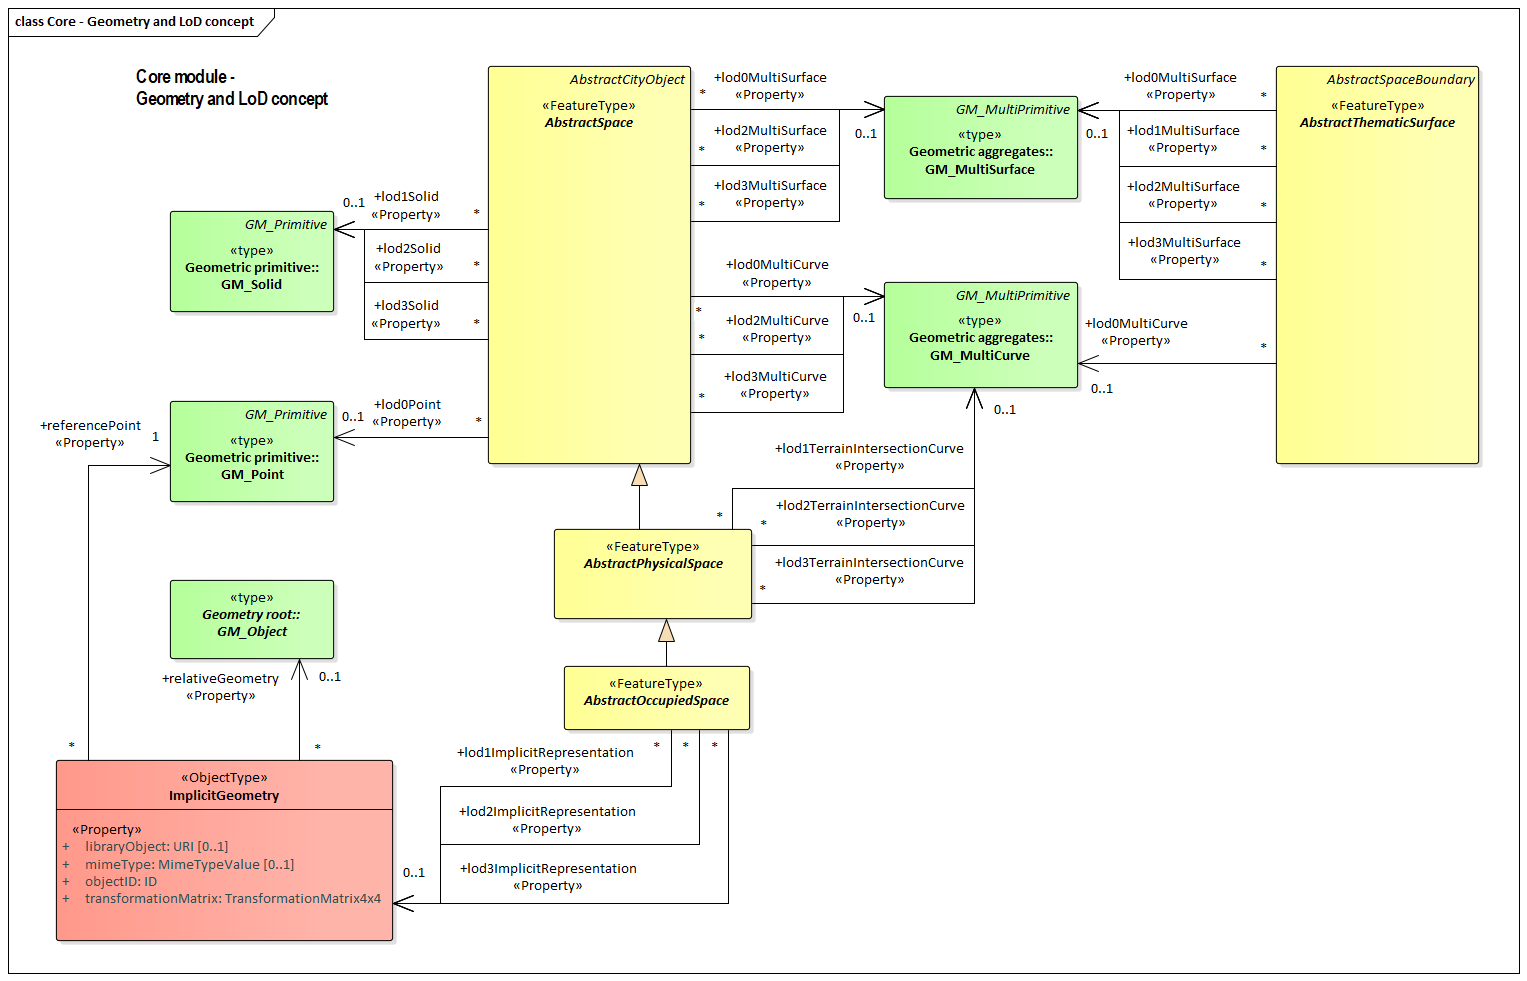 class Core - Geometry and LoD concept
Core module -
Geometry and LoD concept
AbstractCityObject
«FeatureType»
AbstractSpace
+lod0MultiSurface
«Property»
*
+lod2MultiSurface
«Property»
*
+lod3MultiSurface
«Property»
*
0..1
GM_MultiPrimitive
«type»
Geometric aggregates::
GM_MultiSurface
0..1
+lod0MultiSurface
«Property»
*
+lod1MultiSurface
«Property»
*
+lod2MultiSurface
«Property»
*
+lod3MultiSurface
«Property»
*
AbstractSpaceBoundary
«FeatureType»
AbstractThematicSurface
0..1
+lod1Solid
«Property»
*
+lod2Solid
«Property»
*
+lod3Solid
«Property»
*
GM_Primitive
«type»
Geometric primitive::
GM_Solid
+lod0MultiCurve
«Property»
*
+lod2MultiCurve
«Property»
*
+lod3MultiCurve
«Property»
*
0..1
GM_MultiPrimitive
«type»
Geometric aggregates::
GM_MultiCurve
+lod0MultiCurve
«Property»
*
0..1
0..1
+referencePoint
«Property»
1
*
GM_Primitive
«type»
Geometric primitive::
GM_Point
0..1
+lod0Point
«Property»
*
+lod1TerrainIntersectionCurve
«Property»
*
+lod2TerrainIntersectionCurve
«Property»
*
+lod3TerrainIntersectionCurve
«Property»
*
«FeatureType»
AbstractPhysicalSpace
«type»
Geometry root::
GM_Object
+relativeGeometry
«Property»
0..1
*
«FeatureType»
AbstractOccupiedSpace
+lod1ImplicitRepresentation
«Property»
*
*
*
+lod2ImplicitRepresentation
«Property»
+lod3ImplicitRepresentation
«Property»
0..1
«ObjectType»
ImplicitGeometry
«Property»
+ libraryObject: URI [0..1]
+ mimeType: MimeTypeValue [0..1]
+ objectID: ID
+ transformationMatrix: TransformationMatrix4x4